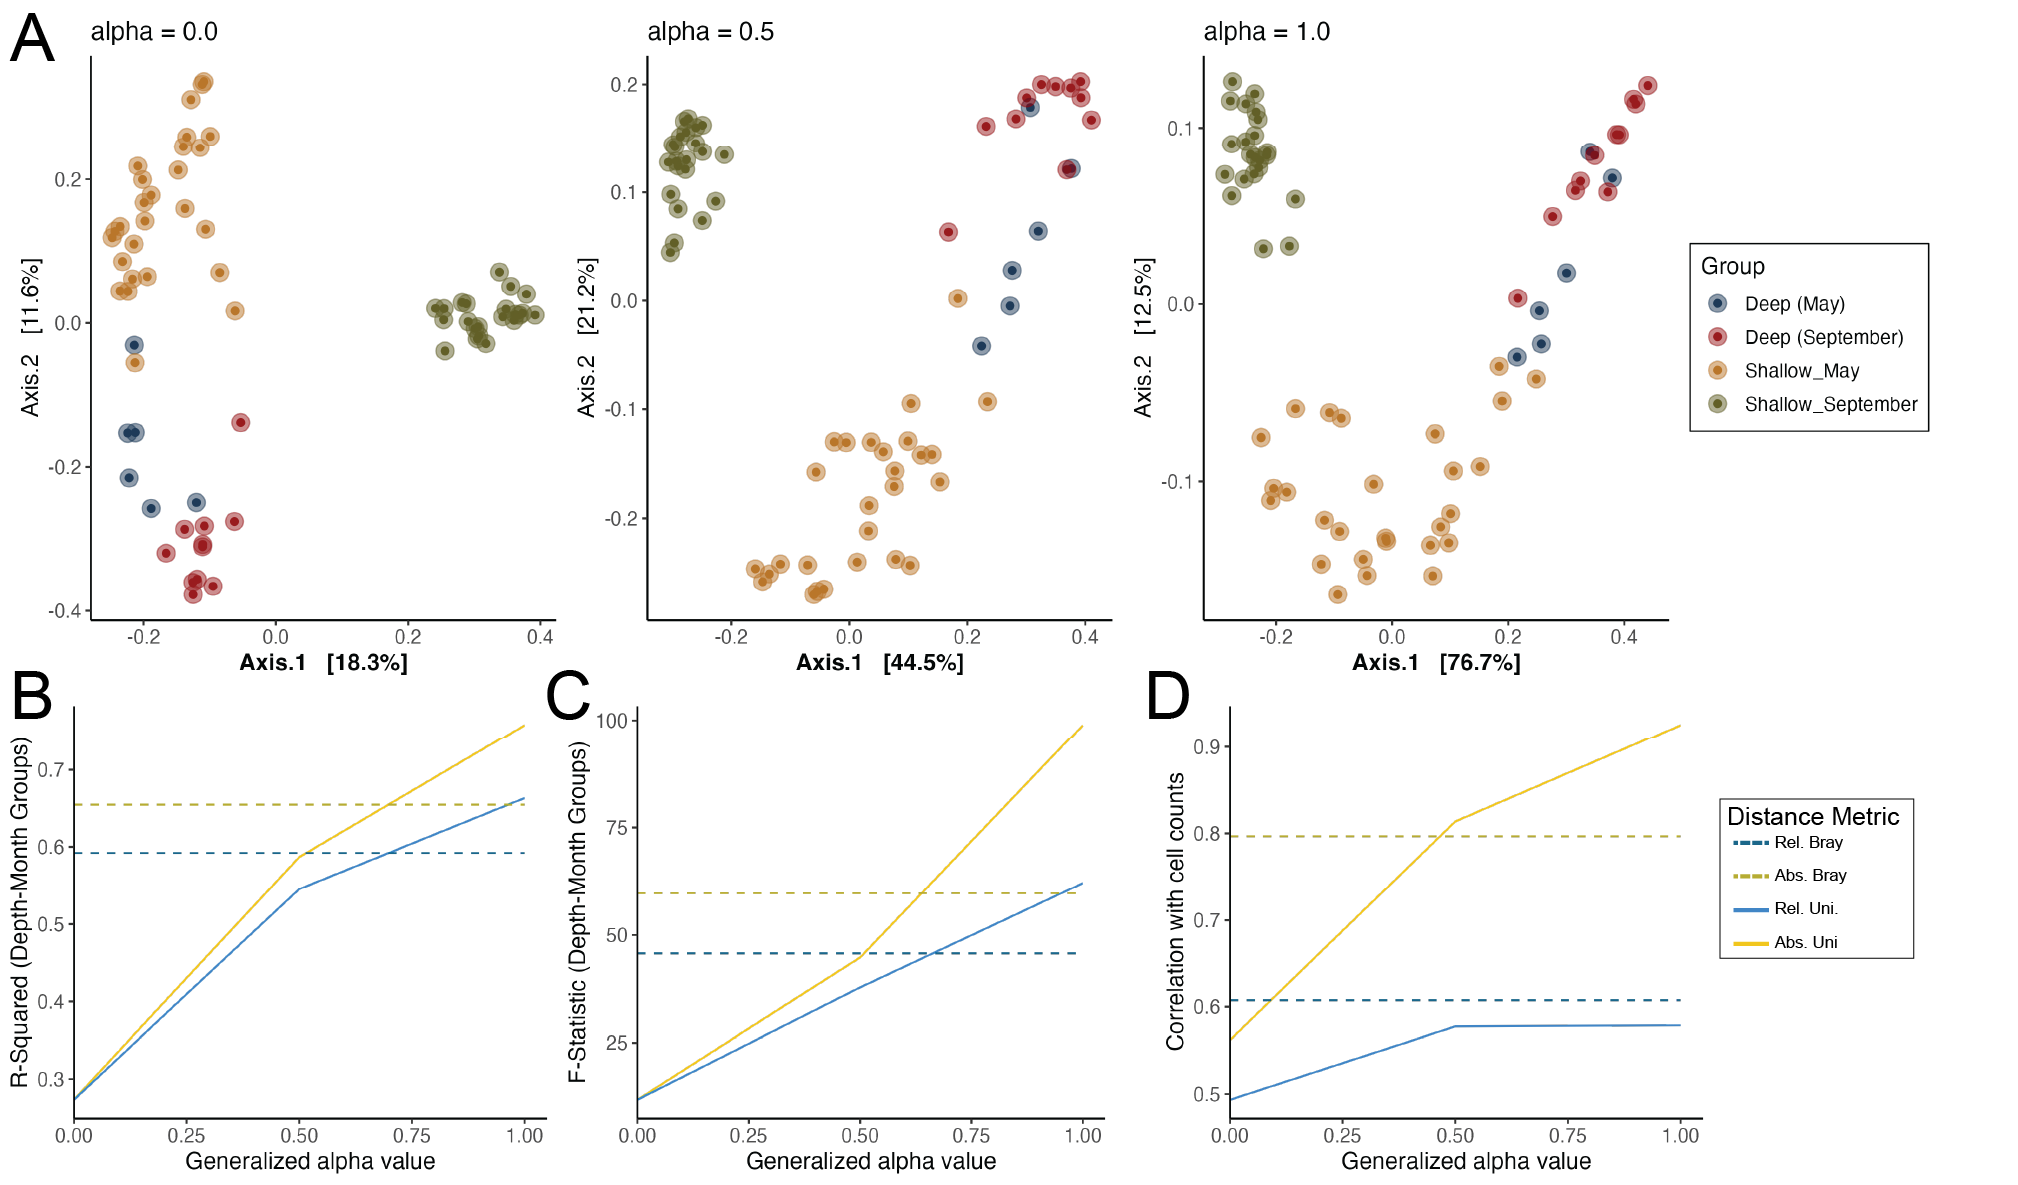 A
alpha = 0.0
alpha = 0.5
alpha = 1.0
Axis.2 [11.6%]
0.2
0.0
-0.2
-0.4
-0.2
0.0
0.2
0.4
Axis.1 [18.3%]
Axis.2 [21.2%]
0.2
0.1
0.0
-0.1
-0.2
-0.2
0.0
0.2
0.4
Axis.1 [44.5%]
Axis.2 [12.5%]
0.1
0.0
-0.1
-0.2
0.0
0.2
0.4
Axis.1 [76.7%]
Group
Deep (May)
Deep (September)
Shallow_May
Shallow_September
B
R-Squared (Depth-Month Groups)
0.7
0.6
0.5
0.4
0.3
0.00
0.25
0.50
0.75
1.00
Generalized alpha value
C
F-Statistic (Depth-Month Groups)
100
75
50
25
0.00
0.25
0.50
0.75
1.00
Generalized alpha value
D
Correlation with cell counts
0.9
0.8
0.7
0.6
0.5
0.00
0.25
0.50
0.75
1.00
Generalized alpha value
Distance Metric
Rel. Bray
Abs. Bray
Rel. Uni.
Abs. Uni